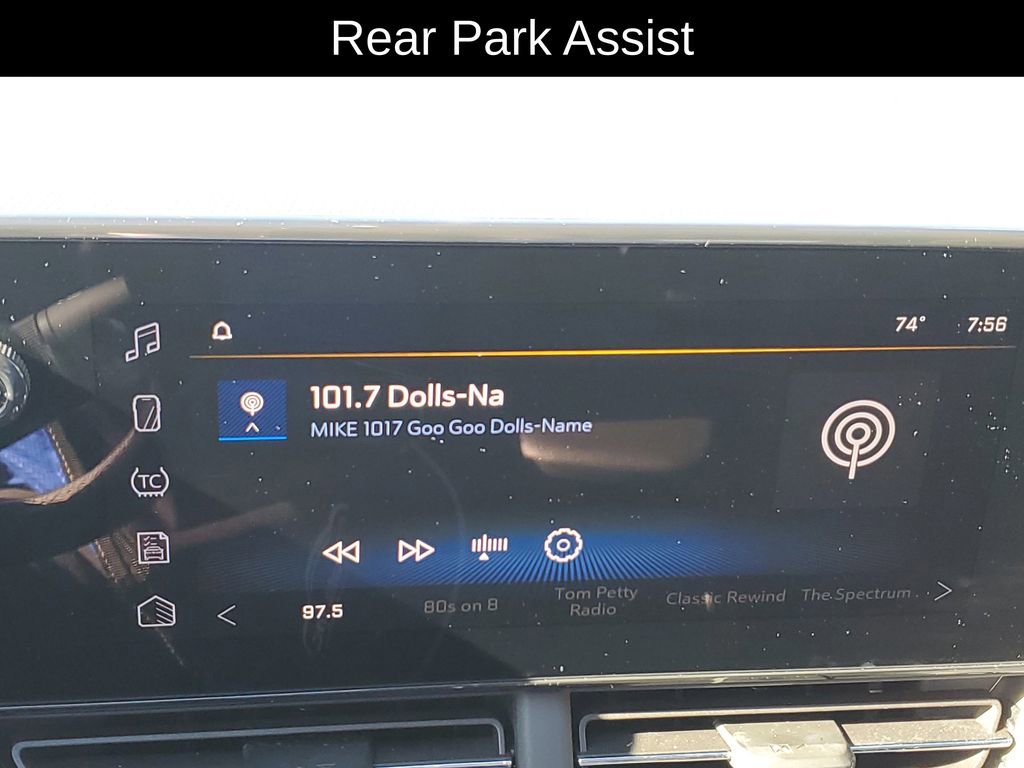 Rear Park Assist
74° 7:56
101.7 Dolls-Na
MIKE 1017 Goo Goo Dolls-Name
TC
97.5 80s on 8 Tom Petty Radio Classic Rewind The Spectrum